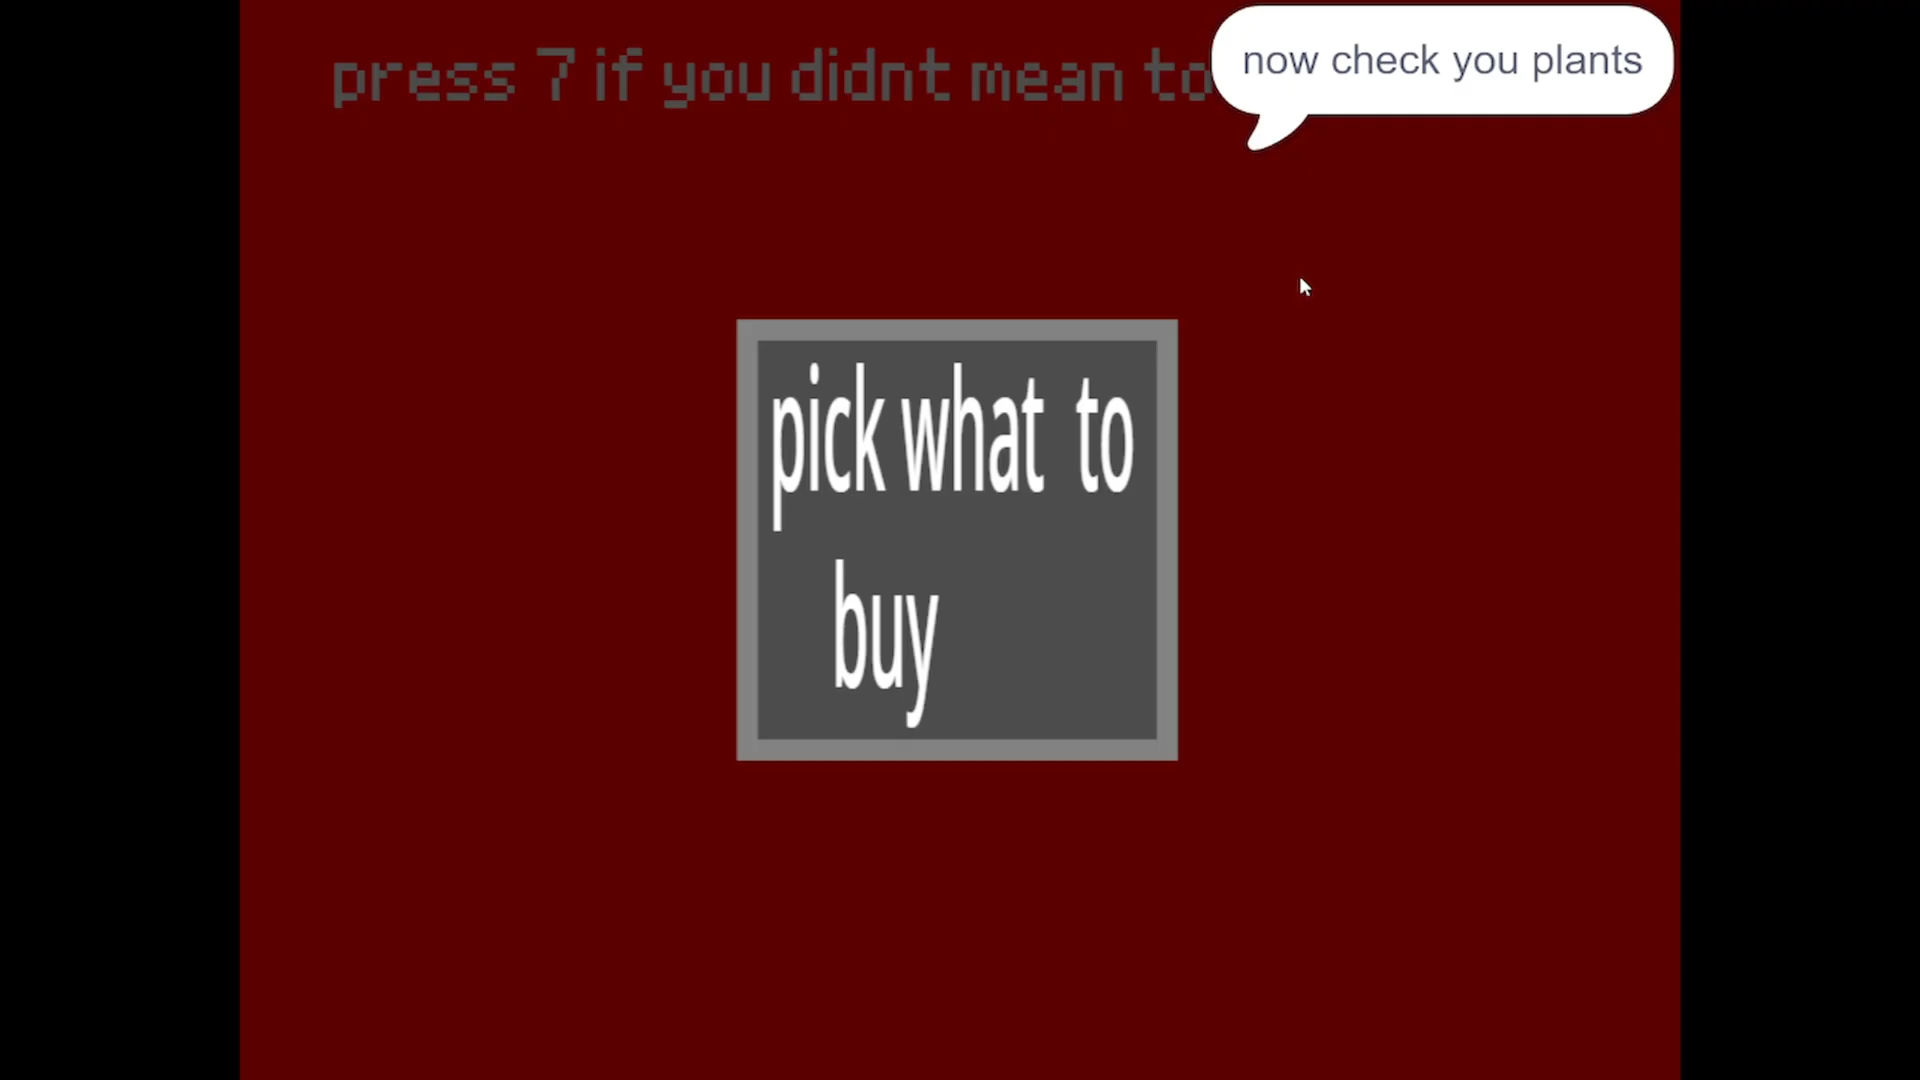 press 7 if you didnt mean to
now check you plants
pick what to
buy